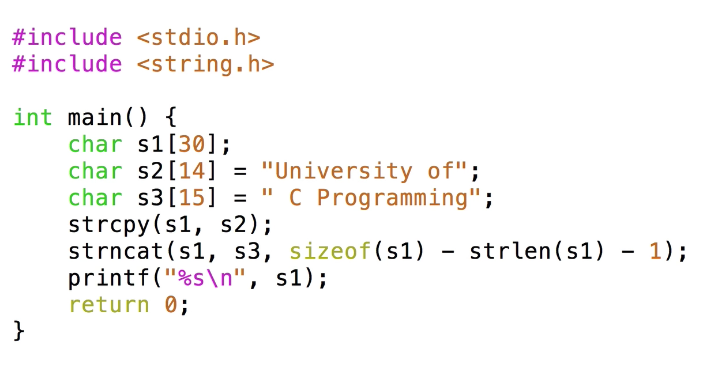 #include <stdio.h>
#include <string.h>

int main() {
    char s1[30];
    char s2[14] = "University of";
    char s3[15] = " C Programming";
    strcpy(s1, s2);
    strncat(s1, s3, sizeof(s1) - strlen(s1) - 1);
    printf("%s\n", s1);
    return 0;
}